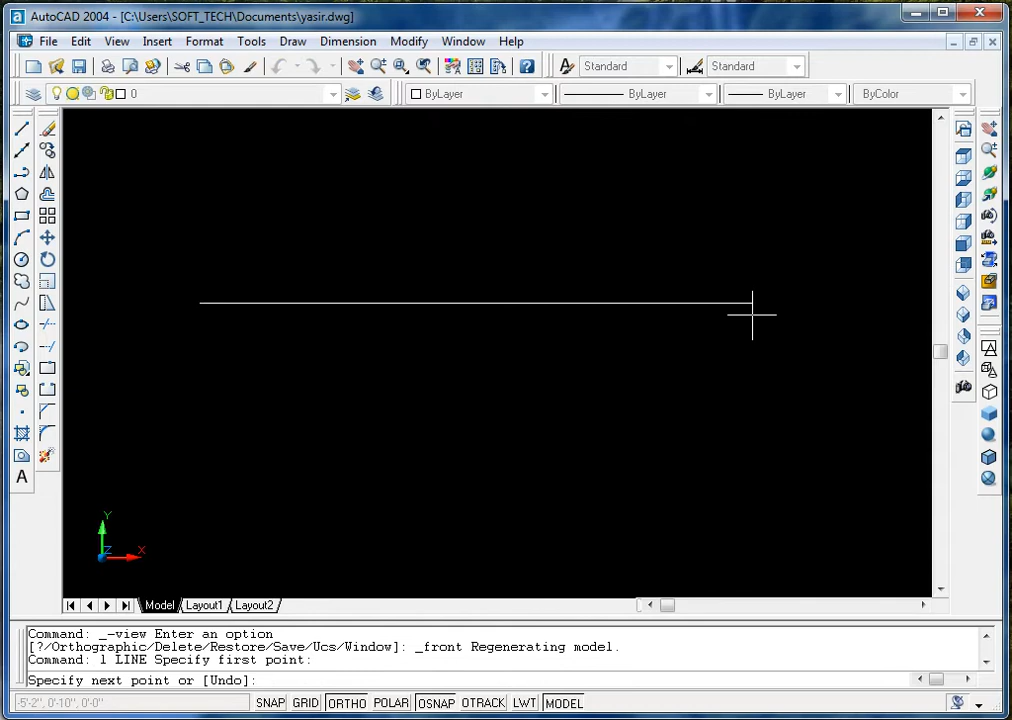 AutoCAD 2004 - [C:\Users\SOFT_TECH\Documents\yasir.dwg]
File Edit View Insert Format Tools Draw Dimension Modify Window Help
Standard Standard
0 ByLayer ByLayer ByLayer ByColor
A
Y
Z X
Model Layout1 Layout2
Command: _-view Enter an option
[?/Orthographic/Delete/Restore/Save/Ucs/Window]: _front Regenerating model.
Command: l LINE Specify first point:
Specify next point or [Undo]:
-5'-2", 0'-10", 0'-0" SNAP GRID ORTHO POLAR OSNAP OTRACK LWT MODEL